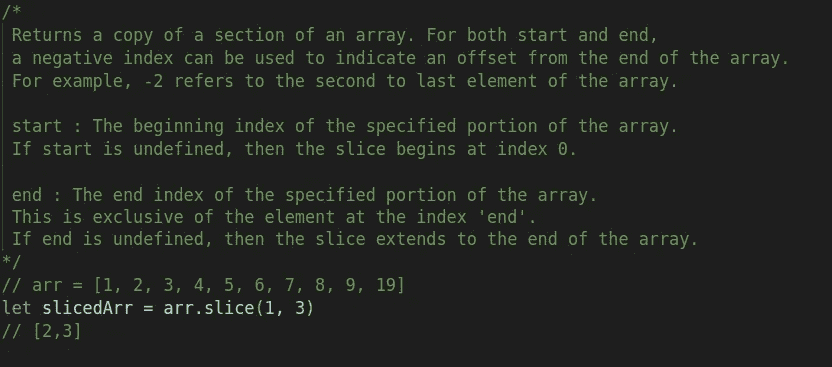 /*
Returns a copy of a section of an array. For both start and end,
a negative index can be used to indicate an offset from the end of the array.
For example, -2 refers to the second to last element of the array.
start : The beginning index of the specified portion of the array.
If start is undefined, then the slice begins at index 0.
end : The end index of the specified portion of the array.
This is exclusive of the element at the index 'end'.
If end is undefined, then the slice extends to the end of the array.
*/
// arr = [1, 2, 3, 4, 5, 6, 7, 8, 9, 19]
let slicedArr = arr.slice(1, 3)
// [2,3]